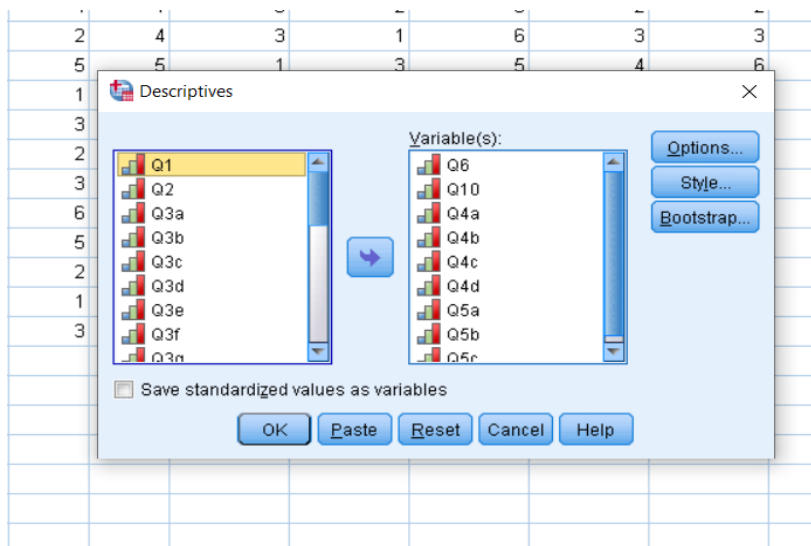 2 4 3 1 6 3 3
5 5 1 3 5 4 6
1
3
2
3
6
5
2
1
3
Descriptives
Variable(s):
Q1
Q2
Q3a
Q3b
Q3c
Q3d
Q3e
Q3f
Q3g
Q6
Q10
Q4a
Q4b
Q4c
Q4d
Q5a
Q5b
Q5c
Options...
Style...
Bootstrap...
Save standardized values as variables
OK Paste Reset Cancel Help